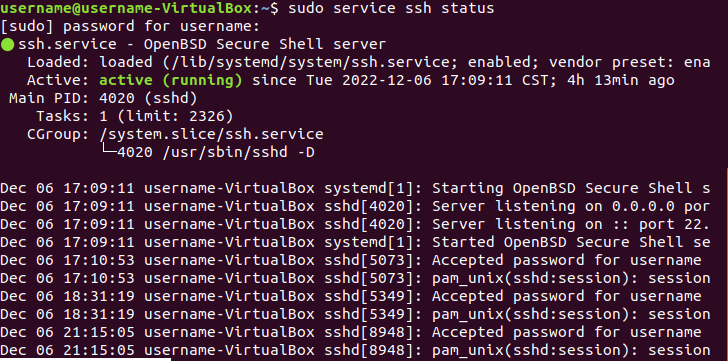 username@username-VirtualBox:~$ sudo service ssh status
[sudo] password for username:
●ssh.service - OpenBSD Secure Shell server
   Loaded: loaded (/lib/systemd/system/ssh.service; enabled; vendor preset: ena
   Active: active (running) since Tue 2022-12-06 17:09:11 CST; 4h 13min ago
 Main PID: 4020 (sshd)
    Tasks: 1 (limit: 2326)
   CGroup: /system.slice/ssh.service
           └─4020 /usr/sbin/sshd -D
Dec 06 17:09:11 username-VirtualBox systemd[1]: Starting OpenBSD Secure Shell s
Dec 06 17:09:11 username-VirtualBox sshd[4020]: Server listening on 0.0.0.0 por
Dec 06 17:09:11 username-VirtualBox sshd[4020]: Server listening on :: port 22.
Dec 06 17:09:11 username-VirtualBox systemd[1]: Started OpenBSD Secure Shell se
Dec 06 17:10:53 username-VirtualBox sshd[5073]: Accepted password for username
Dec 06 17:10:53 username-VirtualBox sshd[5073]: pam_unix(sshd:session): session
Dec 06 18:31:19 username-VirtualBox sshd[5349]: Accepted password for username
Dec 06 18:31:19 username-VirtualBox sshd[5349]: pam_unix(sshd:session): session
Dec 06 21:15:05 username-VirtualBox sshd[8948]: Accepted password for username
Dec 06 21:15:05 username-VirtualBox sshd[8948]: pam_unix(sshd:session): session